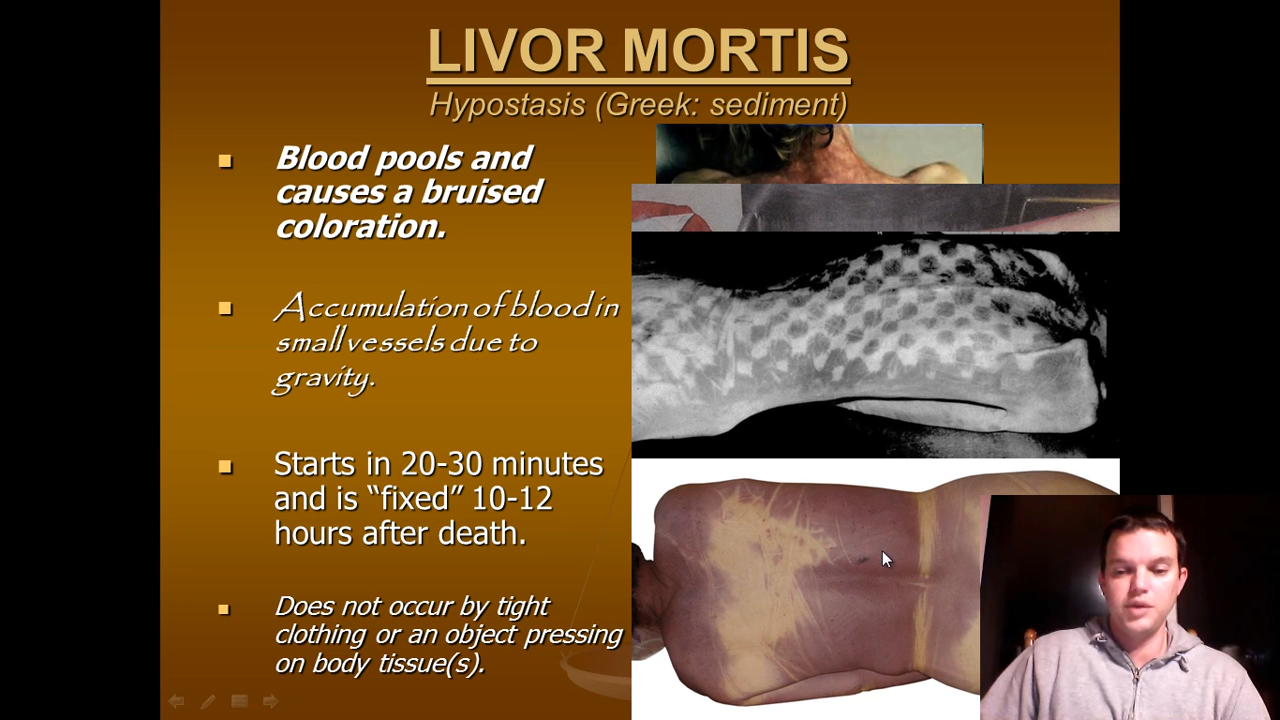 LIVOR MORTIS
Hypostasis (Greek: sediment)
Blood pools and
causes a bruised
coloration.
Accumulation of blood in
small vessels due to
gravity.
Starts in 20-30 minutes
and is “fixed” 10-12
hours after death.
Does not occur by tight
clothing or an object pressing
on body tissue(s).